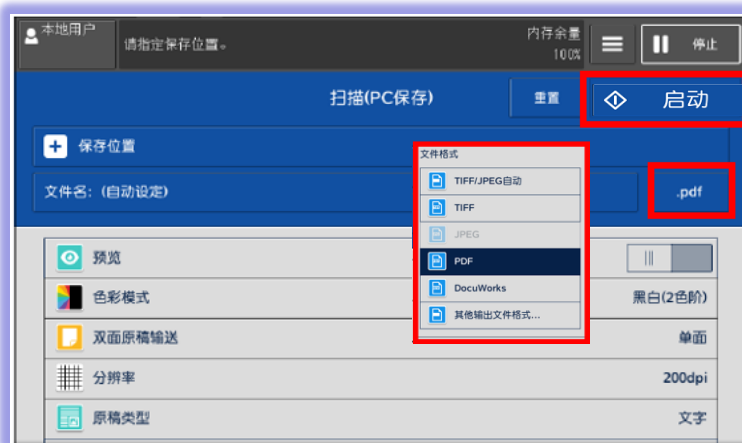 本地用户
请指定保存位置。
内存余量
100%
停止
扫描(PC保存)
重置
启动
保存位置
文件名: (自动设定)
.pdf
文件格式
TIFF/JPEG自动
TIFF
JPEG
PDF
DocuWorks
其他输出文件格式...
预览
色彩模式
黑白(2色阶)
双面原稿输送
单面
分辨率
200dpi
原稿类型
文字